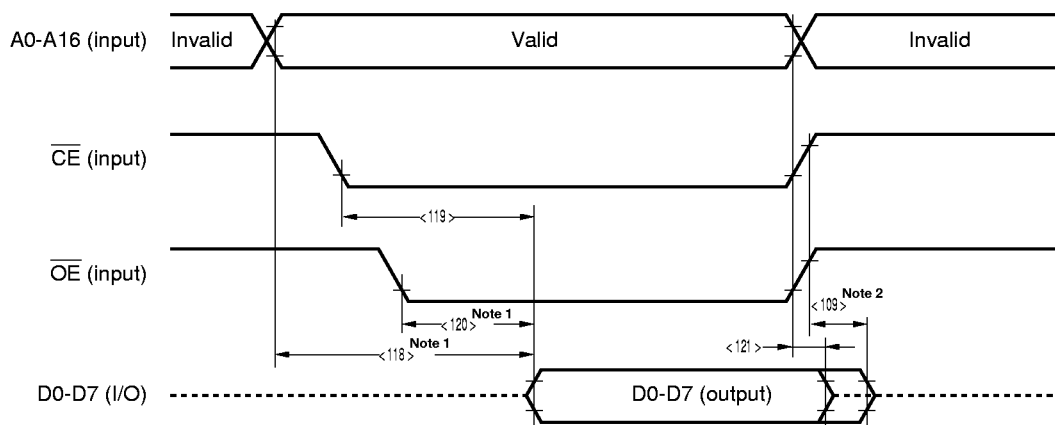 A0-A16 (input) Invalid Valid Invalid
CE (input)
<119>
OE (input)
<109> Note 2
<120> Note 1
<118> Note 1
<121>
D0-D7 (I/O) D0-D7 (output)